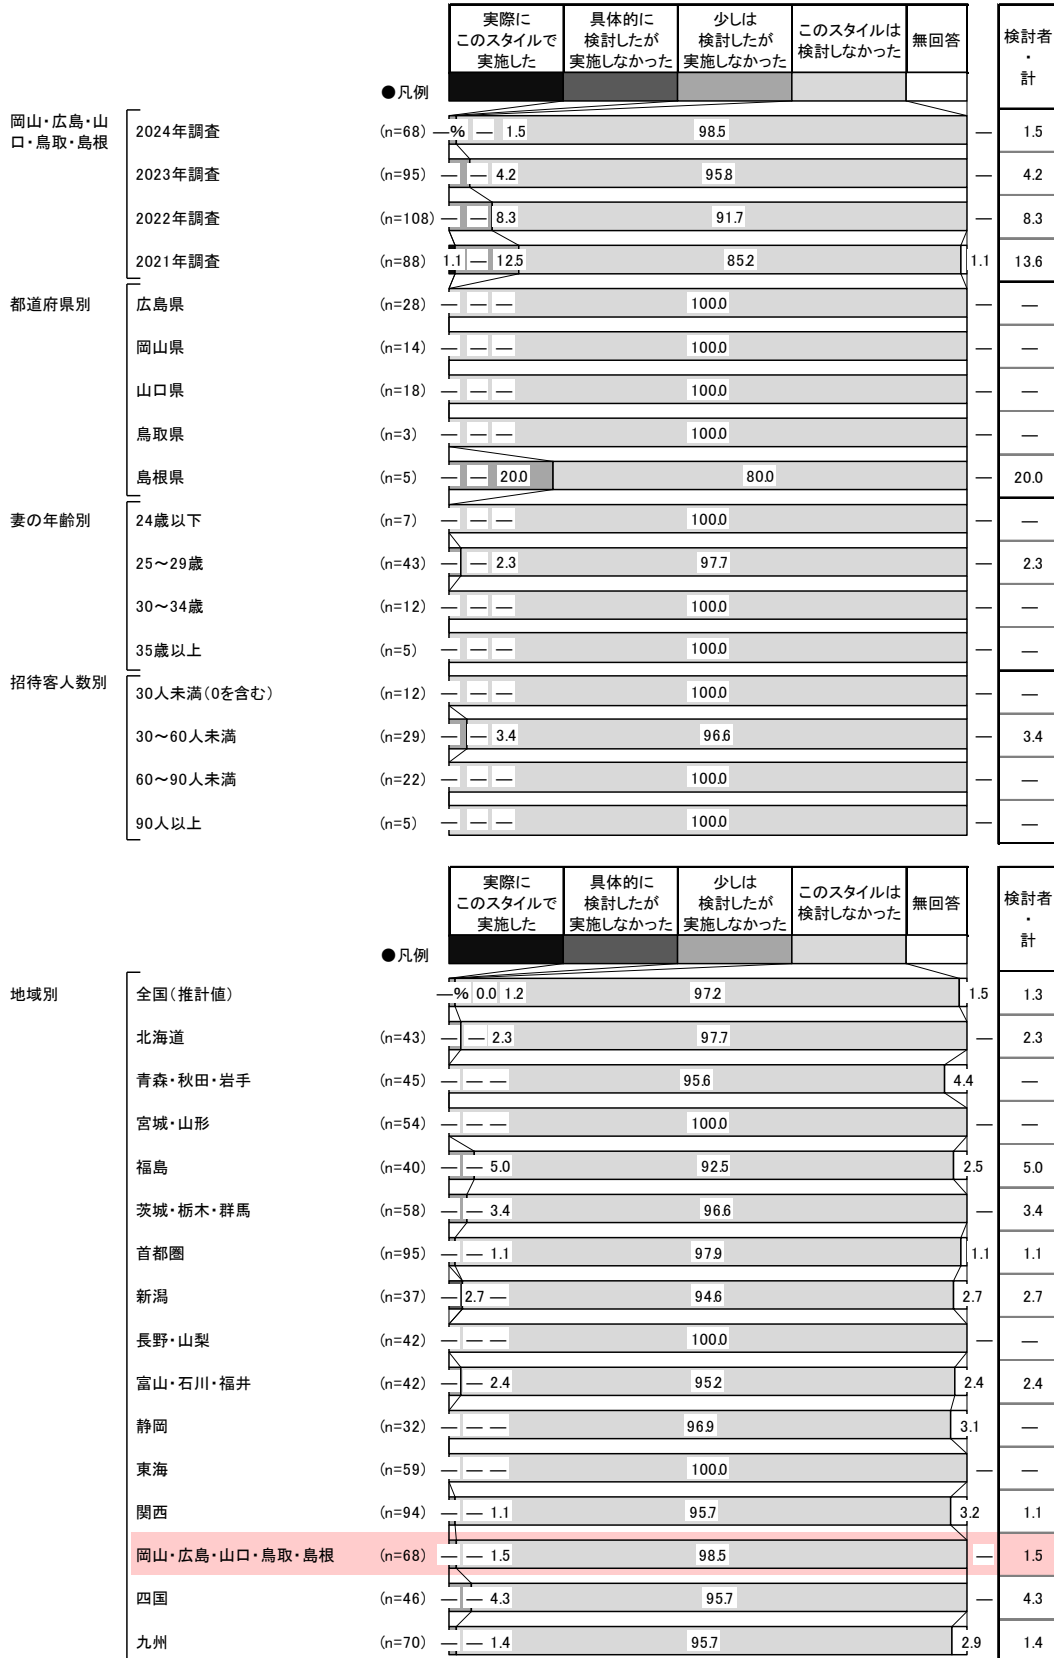 実際に
このスタイルで
実施した
具体的に
検討したが
実施しなかった
少しは
検討したが
実施しなかった
このスタイルは
検討しなかった
無回答
検討者
・
計
●凡例
岡山・広島・山
口・鳥取・島根
2024年調査 (n=68) —% — 1.5 98.5 — 1.5
2023年調査 (n=95) — — 4.2 95.8 — 4.2
2022年調査 (n=108) — — 8.3 91.7 — 8.3
2021年調査 (n=88) 1.1 — 12.5 85.2 1.1 13.6
都道府県別
広島県 (n=28) — — — 100.0 — —
岡山県 (n=14) — — — 100.0 — —
山口県 (n=18) — — — 100.0 — —
鳥取県 (n=3) — — — 100.0 — —
島根県 (n=5) — — 20.0 80.0 — 20.0
妻の年齢別
24歳以下 (n=7) — — — 100.0 — —
25～29歳 (n=43) — — 2.3 97.7 — 2.3
30～34歳 (n=12) — — — 100.0 — —
35歳以上 (n=5) — — — 100.0 — —
招待客人数別
30人未満(0を含む) (n=12) — — — 100.0 — —
30～60人未満 (n=29) — — 3.4 96.6 — 3.4
60～90人未満 (n=22) — — — 100.0 — —
90人以上 (n=5) — — — 100.0 — —
実際に
このスタイルで
実施した
具体的に
検討したが
実施しなかった
少しは
検討したが
実施しなかった
このスタイルは
検討しなかった
無回答
検討者
・
計
●凡例
地域別
全国(推計値) —% 0.0 1.2 97.2 1.5 1.3
北海道 (n=43) — — 2.3 97.7 — 2.3
青森・秋田・岩手 (n=45) — — — 95.6 4.4 —
宮城・山形 (n=54) — — — 100.0 — —
福島 (n=40) — — 5.0 92.5 2.5 5.0
茨城・栃木・群馬 (n=58) — — 3.4 96.6 — 3.4
首都圏 (n=95) — — 1.1 97.9 1.1 1.1
新潟 (n=37) — 2.7 — 94.6 2.7 2.7
長野・山梨 (n=42) — — — 100.0 — —
富山・石川・福井 (n=42) — — 2.4 95.2 2.4 2.4
静岡 (n=32) — — — 96.9 3.1 —
東海 (n=59) — — — 100.0 — —
関西 (n=94) — — 1.1 95.7 3.2 1.1
岡山・広島・山口・鳥取・島根 (n=68) — — 1.5 98.5 — 1.5
四国 (n=46) — — 4.3 95.7 — 4.3
九州 (n=70) — — 1.4 95.7 2.9 1.4